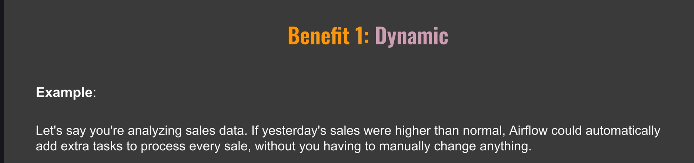 Benefit 1: Dynamic
Example:
Let's say you're analyzing sales data. If yesterday's sales were higher than normal, Airflow could automatically
add extra tasks to process every sale, without you having to manually change anything.